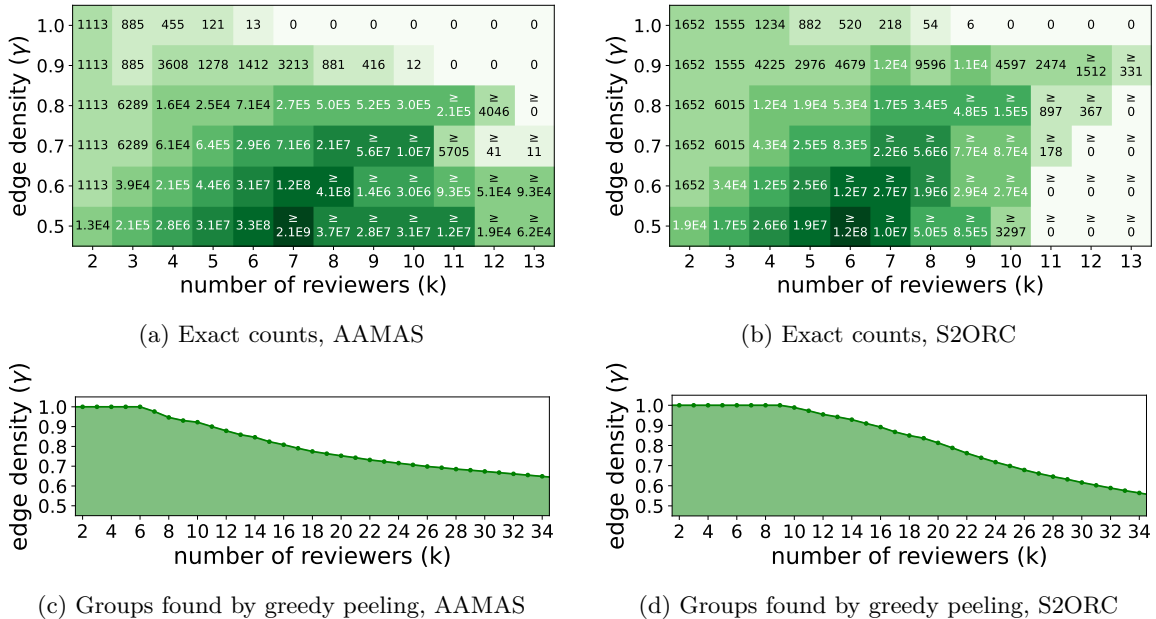 1.0 1113 885 455 121 13 0 0 0 0 0 0 0
0.9 1113 885 3608 1278 1412 3213 881 416 12 0 0 0
0.8 1113 6289 1.6E4 2.5E4 7.1E4 2.7E5 5.0E5 5.2E5 3.0E5 ≥ 2.1E5 ≥ 4046 ≥ 0
0.7 1113 6289 6.1E4 6.4E5 2.9E6 7.1E6 2.1E7 ≥ 5.6E7 ≥ 1.0E7 ≥ 5705 ≥ 41 ≥ 11
0.6 1113 3.9E4 2.1E5 4.4E6 3.1E7 1.2E8 ≥ 4.1E8 ≥ 1.4E6 ≥ 3.0E6 ≥ 9.3E5 ≥ 5.1E4 ≥ 9.3E4
0.5 1.3E4 2.1E5 2.8E6 3.1E7 3.3E8 ≥ 2.1E9 ≥ 3.7E7 ≥ 2.8E7 ≥ 3.1E7 ≥ 1.2E7 ≥ 1.9E4 ≥ 6.2E4
2 3 4 5 6 7 8 9 10 11 12 13
edge density (γ)
number of reviewers (k)
(a) Exact counts, AAMAS
1.0 1652 1555 1234 882 520 218 54 6 0 0 0 0
0.9 1652 1555 4225 2976 4679 1.2E4 9596 1.1E4 4597 2474 ≥ 1512 ≥ 331
0.8 1652 6015 1.2E4 1.9E4 5.3E4 1.7E5 3.4E5 ≥ 4.8E5 ≥ 1.5E5 ≥ 897 ≥ 367 ≥ 0
0.7 1652 6015 4.3E4 2.5E5 8.3E5 ≥ 2.2E6 ≥ 5.6E6 ≥ 7.7E4 ≥ 8.7E4 ≥ 178 ≥ 0 ≥ 0
0.6 1652 3.4E4 1.2E5 2.5E6 ≥ 1.2E7 ≥ 2.7E7 ≥ 1.9E6 ≥ 2.9E4 ≥ 2.7E4 ≥ 0 ≥ 0 ≥ 0
0.5 1.9E4 1.7E5 2.6E6 1.9E7 ≥ 1.2E8 ≥ 1.0E7 ≥ 5.0E5 ≥ 8.5E5 ≥ 3297 ≥ 0 ≥ 0 ≥ 0
2 3 4 5 6 7 8 9 10 11 12 13
edge density (γ)
number of reviewers (k)
(b) Exact counts, S2ORC
1.0
0.9
0.8
0.7
0.6
0.5
2 4 6 8 10 12 14 16 18 20 22 24 26 28 30 32 34
edge density (γ)
number of reviewers (k)
(c) Groups found by greedy peeling, AAMAS
1.0
0.9
0.8
0.7
0.6
0.5
2 4 6 8 10 12 14 16 18 20 22 24 26 28 30 32 34
edge density (γ)
number of reviewers (k)
(d) Groups found by greedy peeling, S2ORC